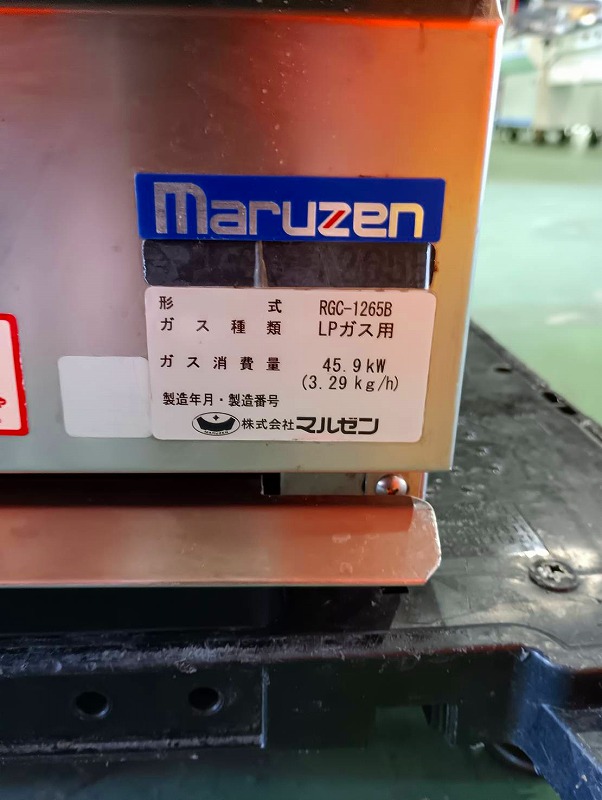 maruzen
形 式 RGC-1265B
ガス種類 LPガス用
ガス消費量 45.9kW
(3.29kg/h)
製造年月・製造番号
MARUZEN 株式会社マルゼン